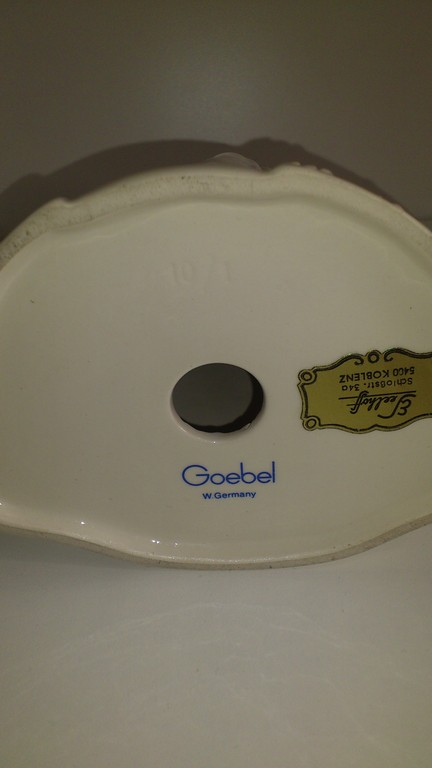 Goebel
W. Germany
Schloßstr. 34a
5400 KOBLENZ